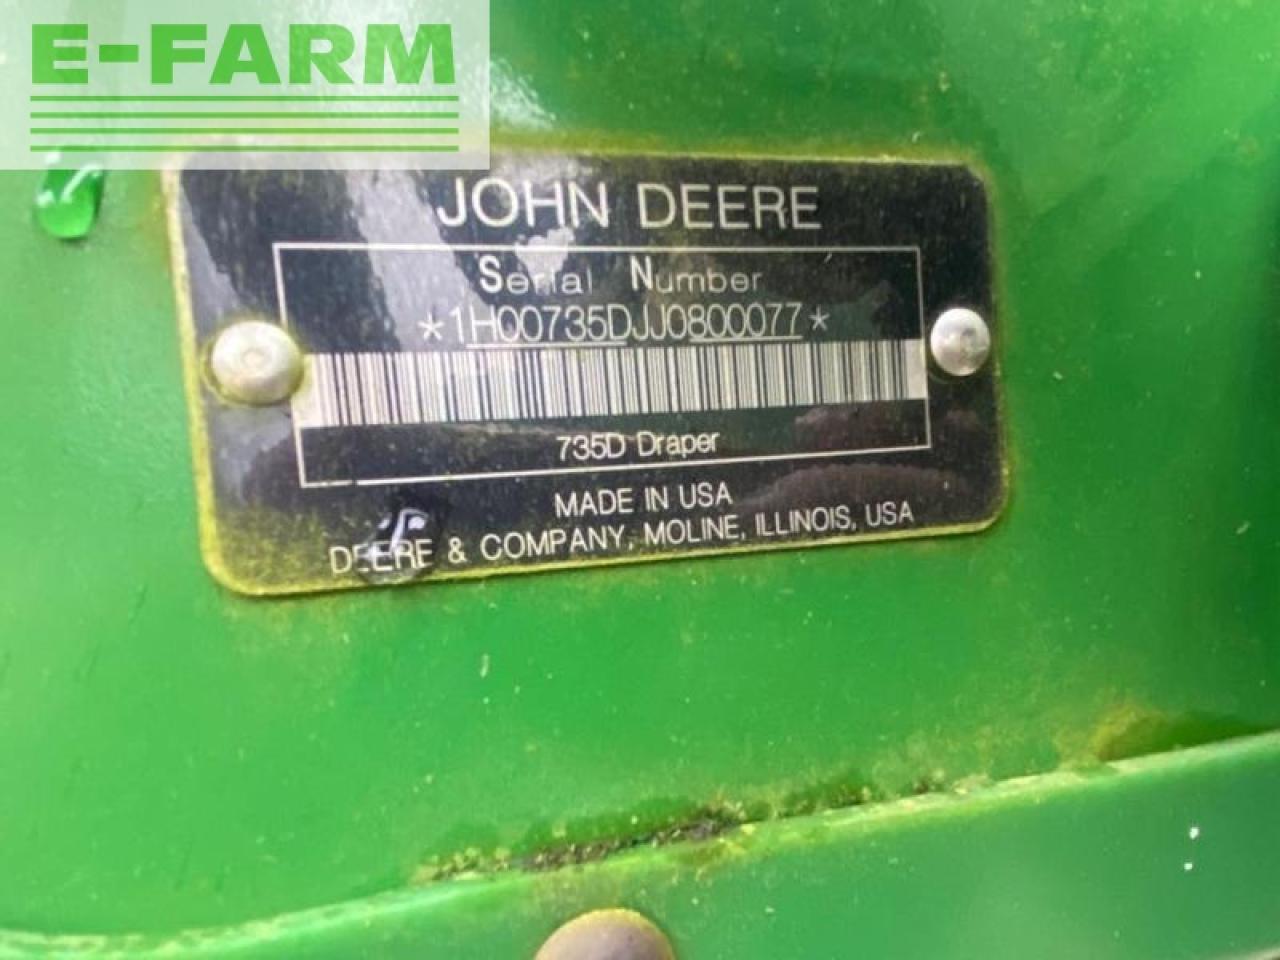 E-FARM
JOHN DEERE
Serial Number
*1H00735DJJ0800077*
735D Draper
MADE IN USA
DEERE & COMPANY, MOLINE, ILLINOIS, USA